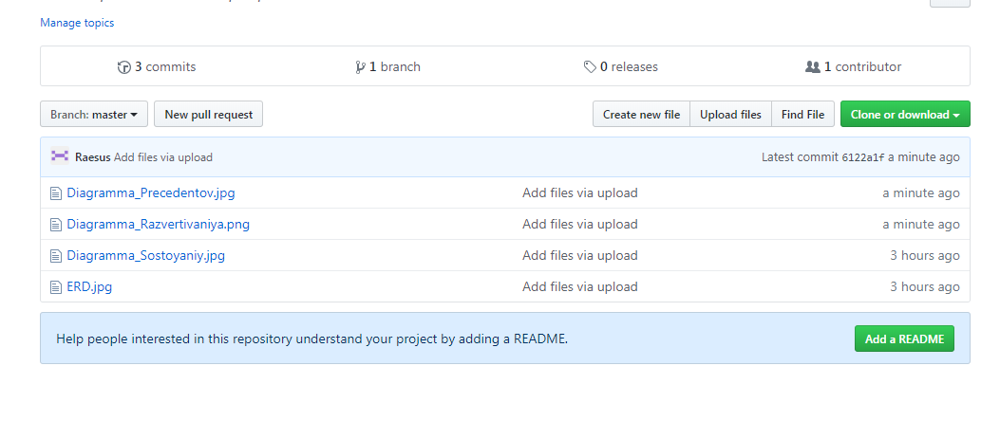 Manage topics
3 commits 1 branch 0 releases 1 contributor
Branch: master New pull request Create new file Upload files Find File Clone or download
Raesus Add files via upload Latest commit 6122a1f a minute ago
Diagramma_Precedentov.jpg Add files via upload a minute ago
Diagramma_Razvertivaniya.png Add files via upload a minute ago
Diagramma_Sostoyaniy.jpg Add files via upload 3 hours ago
ERD.jpg Add files via upload 3 hours ago
Help people interested in this repository understand your project by adding a README. Add a README